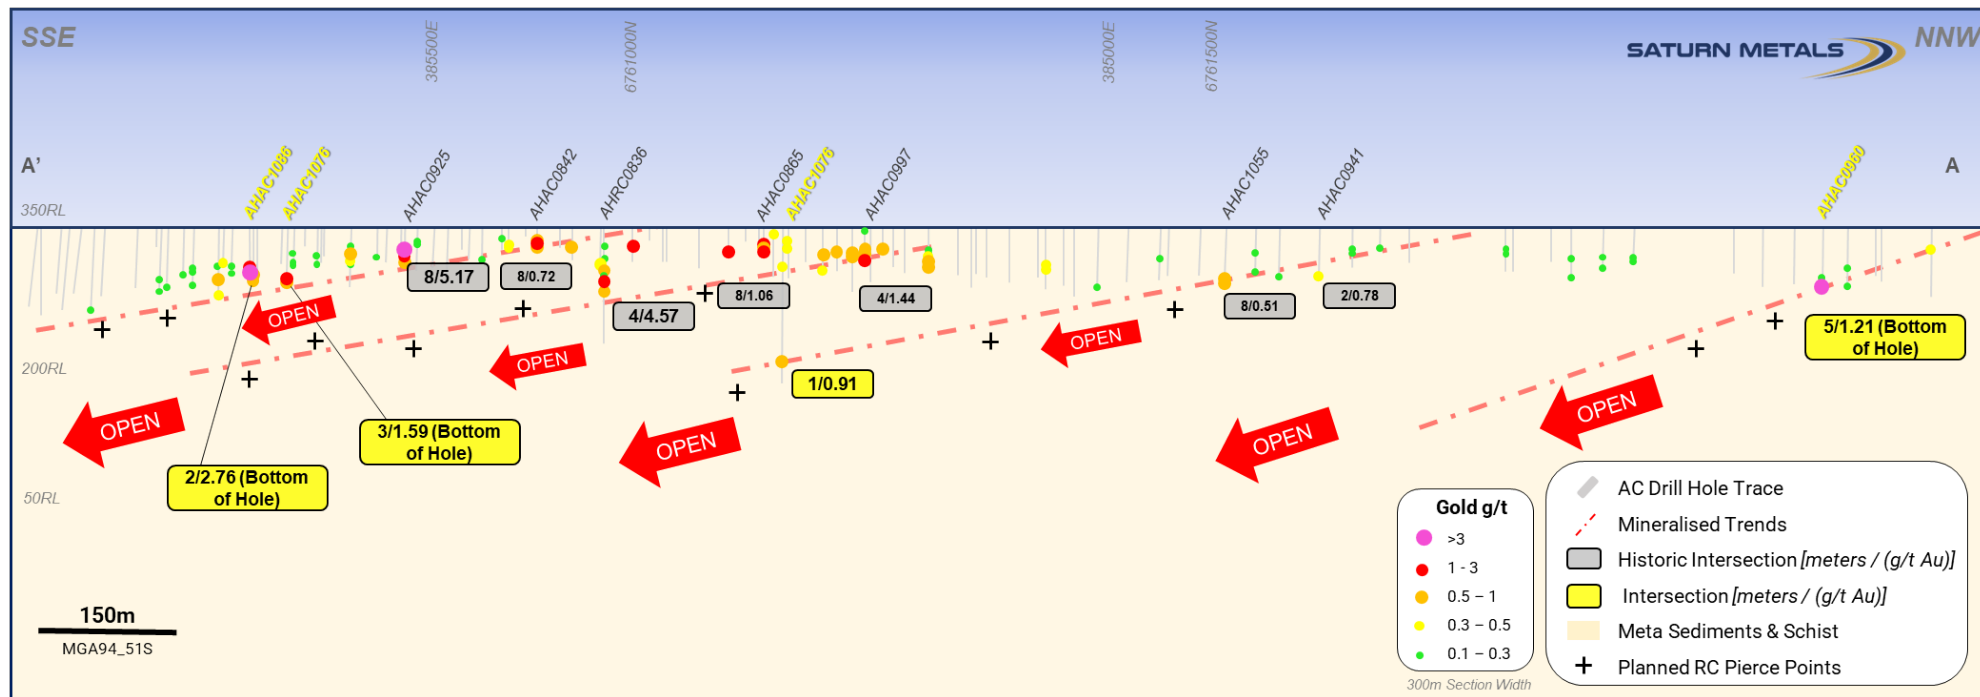 SSE
NNW
385500E
6761000N
385000E
6761500N
SATURN METALS
A'
A
350RL
AHAC1086
AHAC1076
AHAC0925
AHAC0842
AHRC0836
AHAC0865
AHAC1076
AHAC0997
AHAC1055
AHAC0941
AHAC0960
8/5.17
8/0.72
4/4.57
8/1.06
4/1.44
8/0.51
2/0.78
5/1.21 (Bottom
of Hole)
OPEN
OPEN
OPEN
200RL
1/0.91
OPEN
OPEN
OPEN
OPEN
3/1.59 (Bottom
of Hole)
2/2.76 (Bottom
of Hole)
50RL
150m
MGA94_51S
Gold g/t
>3
1 - 3
0.5 – 1
0.3 – 0.5
0.1 – 0.3
300m Section Width
AC Drill Hole Trace
Mineralised Trends
Historic Intersection [meters / (g/t Au)]
Intersection [meters / (g/t Au)]
Meta Sediments & Schist
Planned RC Pierce Points